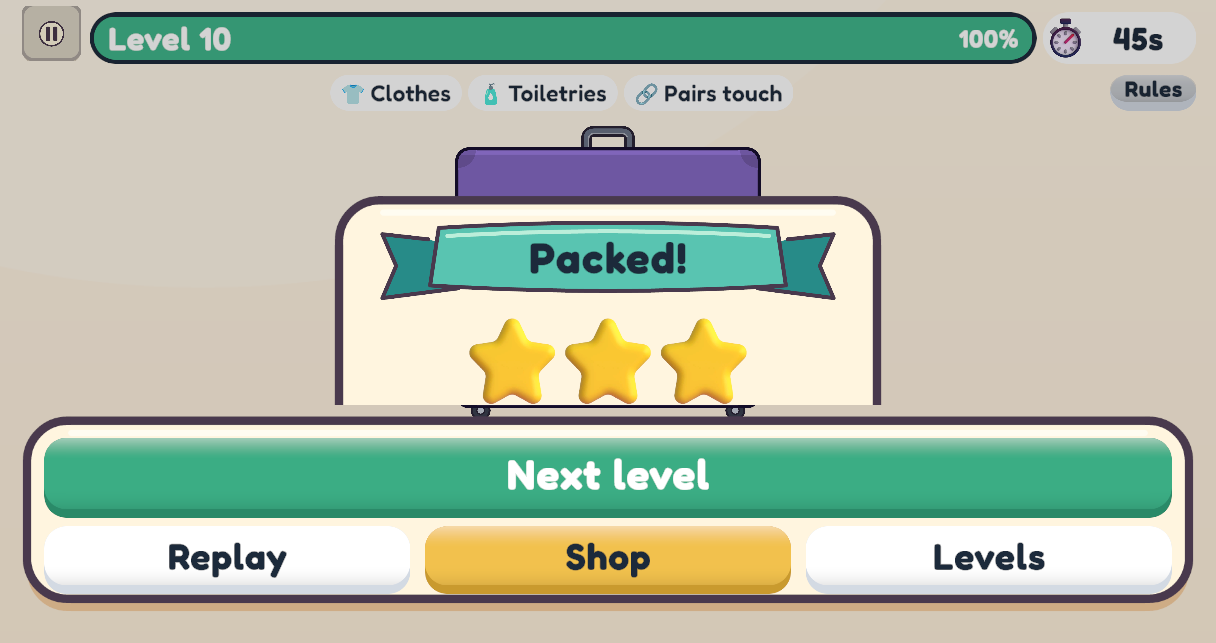 Level 10
100%
45s
Clothes
Toiletries
Pairs touch
Rules
Packed!
Next level
Replay
Shop
Levels